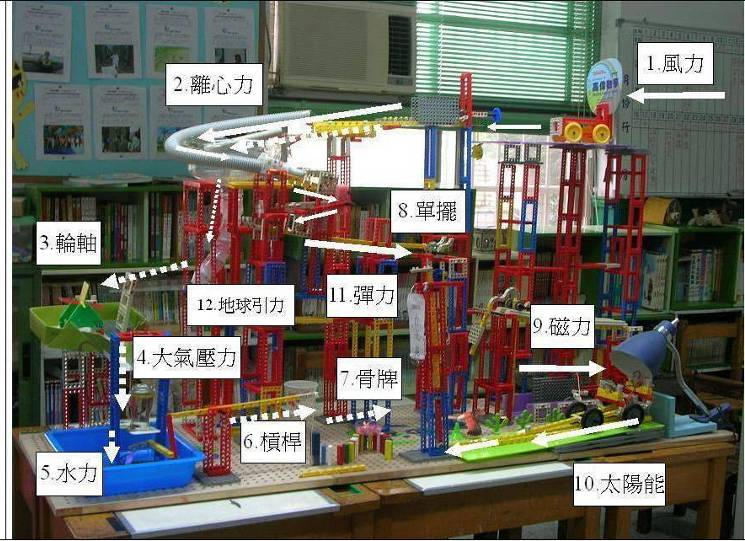 1.風力
2.離心力
3.輪軸
4.大氣壓力
5.水力
6.槓桿
7.骨牌
8.單擺
9.磁力
10.太陽能
11.彈力
12.地球引力